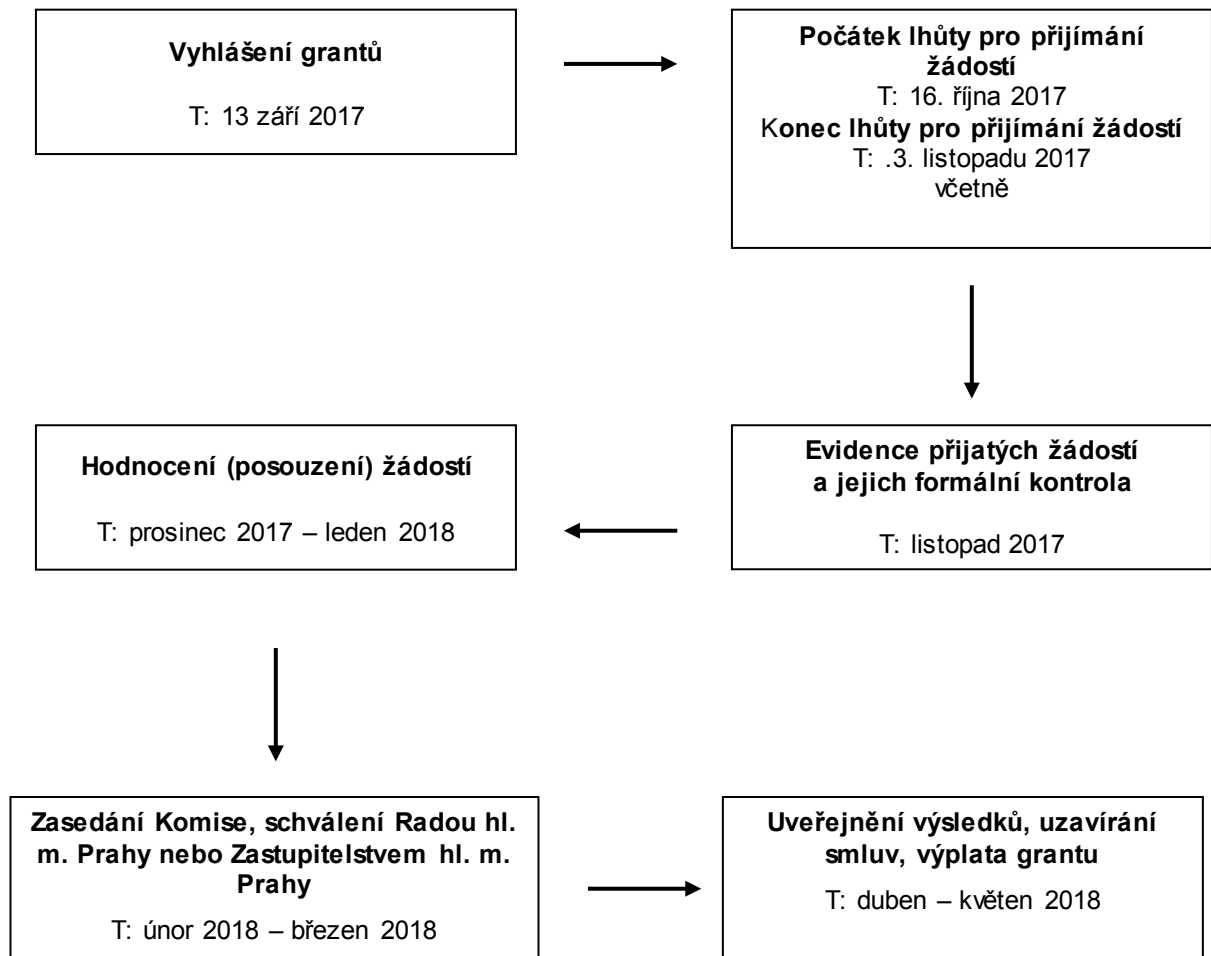 Vyhlášení grantů
T: 13 září 2017
Počátek lhůty pro přijímání
žádostí
T: 16. října 2017
Konec lhůty pro přijímání žádostí
T: .3. listopadu 2017
včetně
Evidence přijatých žádostí
a jejich formální kontrola
T: listopad 2017
Hodnocení (posouzení) žádostí
T: prosinec 2017 – leden 2018
Zasedání Komise, schválení Radou hl.
m. Prahy nebo Zastupitelstvem hl. m.
Prahy
T: únor 2018 – březen 2018
Uveřejnění výsledků, uzavírání
smluv, výplata grantu
T: duben – květen 2018